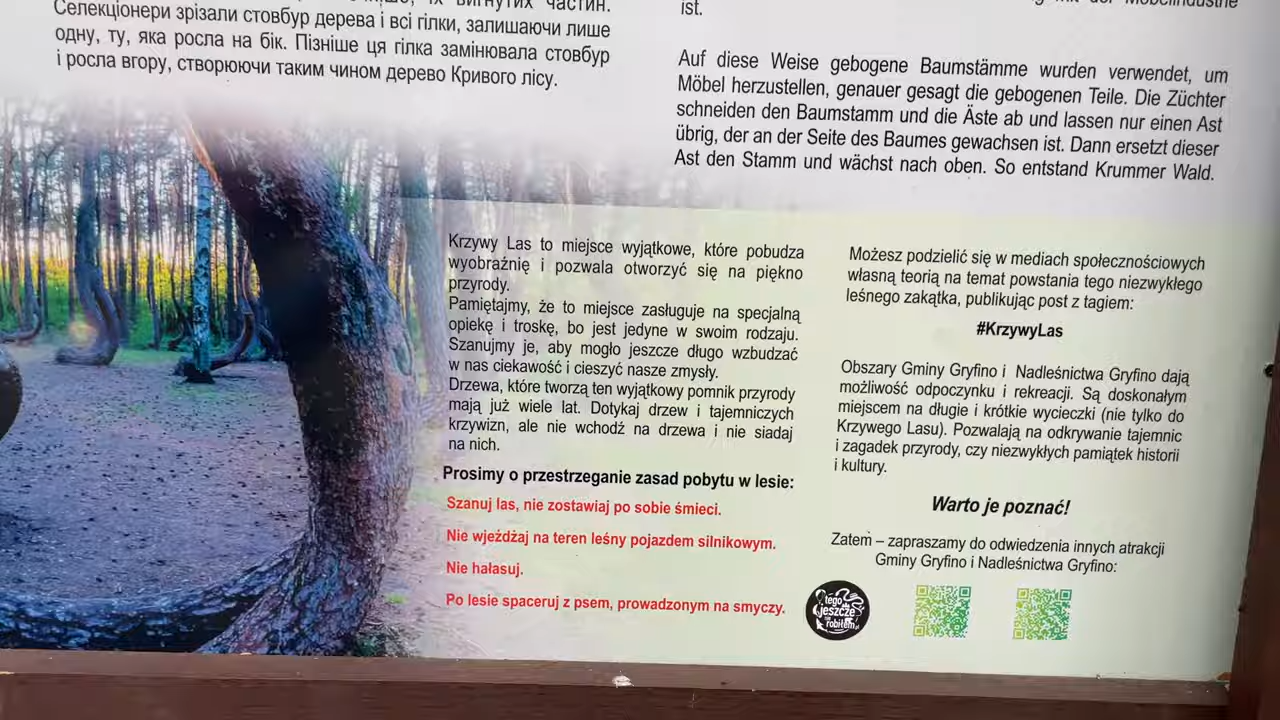 вигнутих частин.
Селекціонери зрізали стовбур дерева і всі гілки, залишаючи лише
одну, ту, яка росла на бік. Пізніше ця гілка замінювала стовбур
і росла вгору, створюючи таким чином дерево Кривого лісу.
mit der Möbelindustrie
ist.
Auf diese Weise gebogene Baumstämme wurden verwendet, um
Möbel herzustellen, genauer gesagt die gebogenen Teile. Die Züchter
schneiden den Baumstamm und die Äste ab und lassen nur einen Ast
übrig, der an der Seite des Baumes gewachsen ist. Dann ersetzt dieser
Ast den Stamm und wächst nach oben. So entstand Krummer Wald.
Krzywy Las to miejsce wyjątkowe, które pobudza
wyobraźnię i pozwala otworzyć się na piękno
przyrody.
Pamiętajmy, że to miejsce zasługuje na specjalną
opiekę i troskę, bo jest jedyne w swoim rodzaju.
Szanujmy je, aby mogło jeszcze długo wzbudzać
w nas ciekawość i cieszyć nasze zmysły.
Drzewa, które tworzą ten wyjątkowy pomnik przyrody
mają już wiele lat. Dotykaj drzew i tajemniczych
krzywizn, ale nie wchodź na drzewa i nie siadaj
na nich.
Prosimy o przestrzeganie zasad pobytu w lesie:
Szanuj las, nie zostawiaj po sobie śmieci.
Nie wjeżdżaj na teren leśny pojazdem silnikowym.
Nie hałasuj.
Po lesie spaceruj z psem, prowadzonym na smyczy.
Możesz podzielić się w mediach społecznościowych
własną teorią na temat powstania tego niezwykłego
leśnego zakątka, publikując post z tagiem:
#KrzywyLas
Obszary Gminy Gryfino i Nadleśnictwa Gryfino dają
możliwość odpoczynku i rekreacji. Są doskonałym
miejscem na długie i krótkie wycieczki (nie tylko do
Krzywego Lasu). Pozwalają na odkrywanie tajemnic
i zagadek przyrody, czy niezwykłych pamiątek historii
i kultury.
Warto je poznać!
Zatem – zapraszamy do odwiedzenia innych atrakcji
Gminy Gryfino i Nadleśnictwa Gryfino:
tego
jeszcze
robiłem.pl